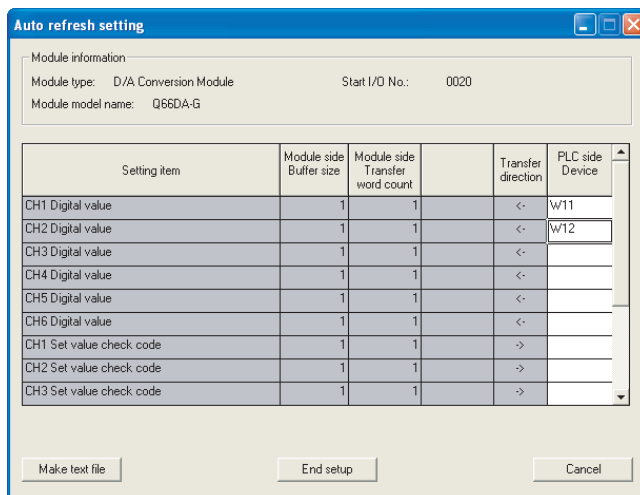 Auto refresh setting
Module information
Module type: D/A Conversion Module Start I/O No.: 0020
Module model name: Q66DA-G
Setting item Module side Buffer size Module side Transfer word count Transfer direction PLC side Device
CH1 Digital value 1 1 <- W11
CH2 Digital value 1 1 <- W12
CH3 Digital value 1 1 <-
CH4 Digital value 1 1 <-
CH5 Digital value 1 1 <-
CH6 Digital value 1 1 <-
CH1 Set value check code 1 1 ->
CH2 Set value check code 1 1 ->
CH3 Set value check code 1 1 ->
Make text file End setup Cancel